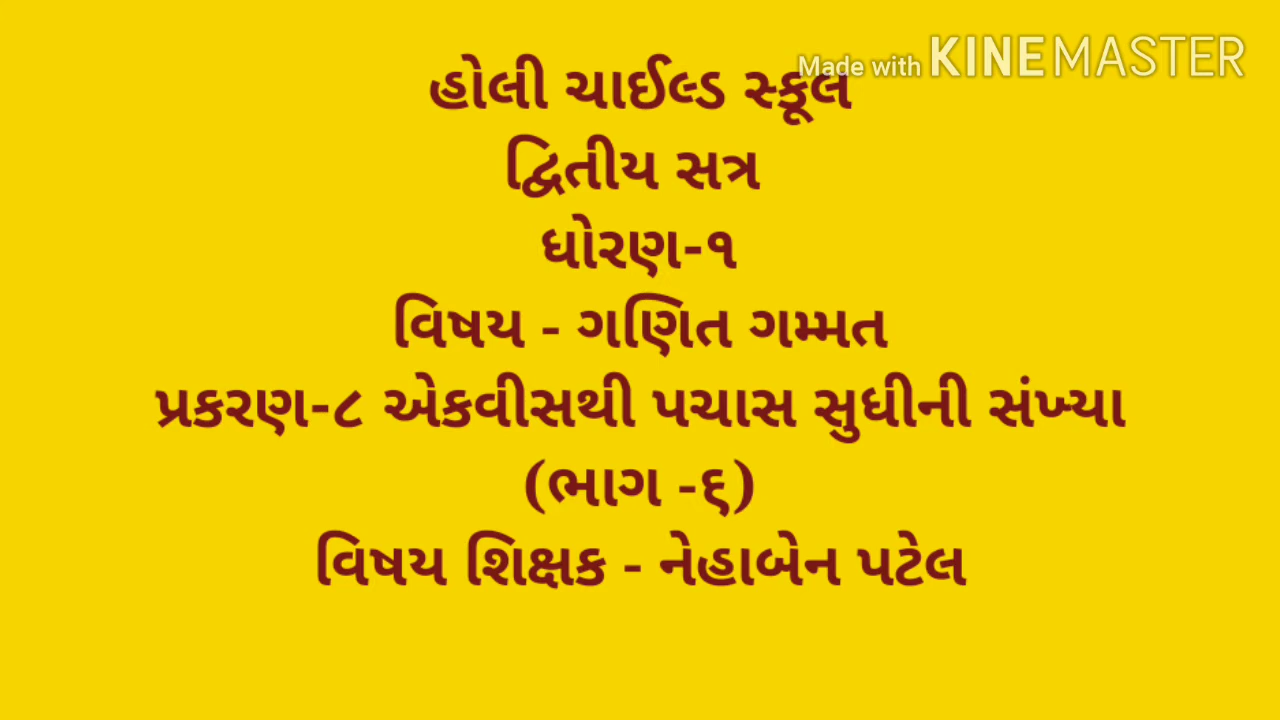 Made with KINEMASTER
હોલી ચાઈલ્ડ સ્કૂલ
દ્વિતીય સત્ર
ધોરણ-૧
વિષય - ગણિત ગમ્મત
પ્રકરણ-૮ એકવીસથી પચાસ સુધીની સંખ્યા
(ભાગ -૬)
વિષય શિક્ષક - નેહાબેન પટેલ